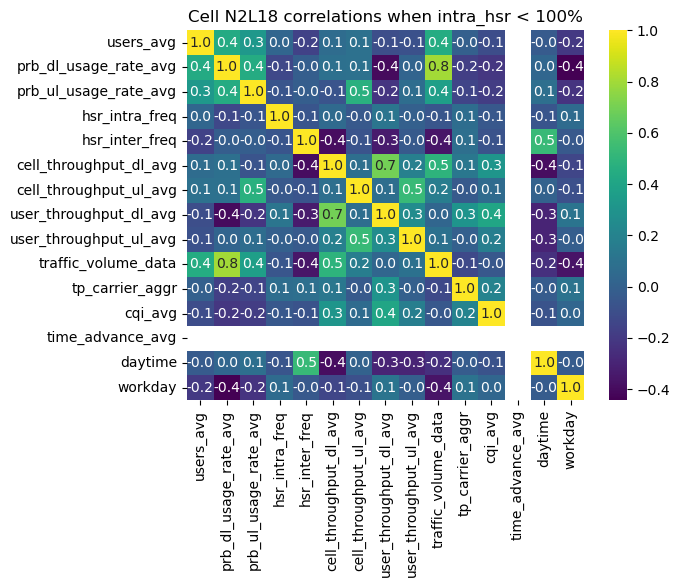 Cell N2L18 correlations when intra_hsr < 100%
users_avg 1.0 0.4 0.3 0.0 -0.2 0.1 0.1 -0.1 -0.1 0.4 -0.0 -0.1 -0.0 -0.2
prb_dl_usage_rate_avg 0.4 1.0 0.4 -0.1 -0.0 0.1 0.1 -0.4 0.0 0.8 -0.2 -0.2 0.0 -0.4
prb_ul_usage_rate_avg 0.3 0.4 1.0 -0.1 -0.0 -0.1 0.5 -0.2 0.1 0.4 -0.1 -0.2 0.1 -0.2
hsr_intra_freq 0.0 -0.1 -0.1 1.0 -0.1 0.0 -0.0 0.1 -0.0 -0.1 0.1 -0.1 -0.1 0.1
hsr_inter_freq -0.2 -0.0 -0.0 -0.1 1.0 -0.4 -0.1 -0.3 -0.0 -0.4 0.1 -0.1 0.5 -0.0
cell_throughput_dl_avg 0.1 0.1 -0.1 0.0 -0.4 1.0 0.1 0.7 0.2 0.5 0.1 0.3 -0.4 -0.1
cell_throughput_ul_avg 0.1 0.1 0.5 -0.0 -0.1 0.1 1.0 0.1 0.5 0.2 -0.0 0.1 0.0 -0.1
user_throughput_dl_avg -0.1 -0.4 -0.2 0.1 -0.3 0.7 0.1 1.0 0.3 0.0 0.3 0.4 -0.3 0.1
user_throughput_ul_avg -0.1 0.0 0.1 -0.0 -0.0 0.2 0.5 0.3 1.0 0.1 -0.0 0.2 -0.3 -0.0
traffic_volume_data 0.4 0.8 0.4 -0.1 -0.4 0.5 0.2 0.0 0.1 1.0 -0.1 -0.0 -0.2 -0.4
tp_carrier_aggr -0.0 -0.2 -0.1 0.1 0.1 0.1 -0.0 0.3 -0.0 -0.1 1.0 0.2 -0.0 0.1
cqi_avg -0.1 -0.2 -0.2 -0.1 -0.1 0.3 0.1 0.4 0.2 -0.0 0.2 1.0 -0.1 0.0
time_advance_avg
daytime -0.0 0.0 0.1 -0.1 0.5 -0.4 0.0 -0.3 -0.3 -0.2 -0.0 -0.1 1.0 -0.0
workday -0.2 -0.4 -0.2 0.1 -0.0 -0.1 -0.1 0.1 -0.0 -0.4 0.1 0.0 -0.0 1.0
users_avg
prb_dl_usage_rate_avg
prb_ul_usage_rate_avg
hsr_intra_freq
hsr_inter_freq
cell_throughput_dl_avg
cell_throughput_ul_avg
user_throughput_dl_avg
user_throughput_ul_avg
traffic_volume_data
tp_carrier_aggr
cqi_avg
time_advance_avg
daytime
workday
1.0
0.8
0.6
0.4
0.2
0.0
−0.2
−0.4